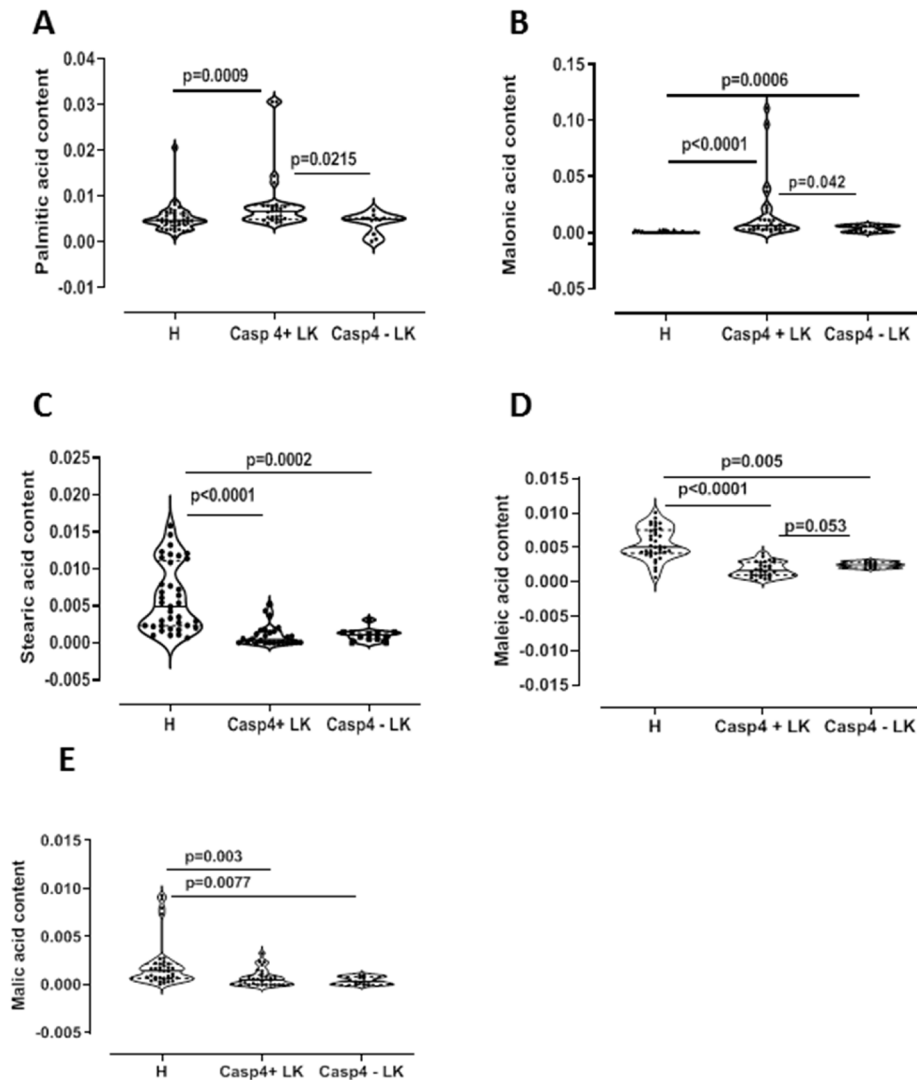 A
Palmitic acid content
0.04
0.03
0.02
0.01
0.00
-0.01
p=0.0009
p=0.0215
H
Casp 4+ LK
Casp4 - LK
B
Malonic acid content
0.15
0.10
0.05
0.00
-0.05
p=0.0006
p<0.0001
p=0.042
H
Casp4 + LK
Casp4 - LK
C
Stearic acid content
0.025
0.020
0.015
0.010
0.005
0.000
-0.005
p=0.0002
p<0.0001
H
Casp4+ LK
Casp4 - LK
D
Maleic acid content
0.015
0.010
0.005
0.000
-0.005
-0.010
-0.015
p=0.005
p<0.0001
p=0.053
H
Casp4 + LK
Casp4 - LK
E
Malic acid content
0.015
0.010
0.005
0.000
-0.005
p=0.003
p=0.0077
H
Casp4+ LK
Casp4 - LK